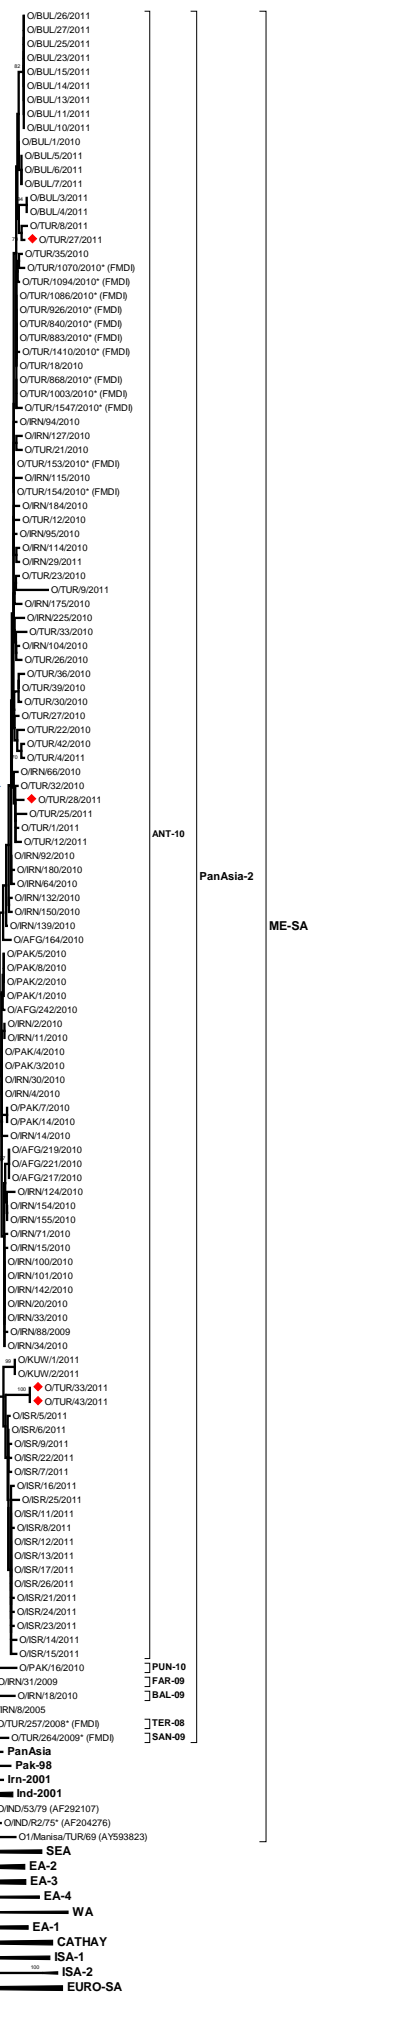 O/BUL/26/2011
O/BUL/27/2011
O/BUL/25/2011
O/BUL/23/2011
82
O/BUL/15/2011
O/BUL/14/2011
O/BUL/13/2011
O/BUL/11/2011
O/BUL/10/2011
O/BUL/1/2010
O/BUL/5/2011
O/BUL/6/2011
O/BUL/7/2011
O/BUL/3/2011
O/BUL/4/2011
O/TUR/8/2011
O/TUR/27/2011
O/TUR/35/2010
O/TUR/1070/2010* (FMDI)
O/TUR/1094/2010* (FMDI)
O/TUR/1086/2010* (FMDI)
O/TUR/926/2010* (FMDI)
O/TUR/840/2010* (FMDI)
O/TUR/883/2010* (FMDI)
O/TUR/1410/2010* (FMDI)
O/TUR/18/2010
O/TUR/868/2010* (FMDI)
O/TUR/1003/2010* (FMDI)
O/TUR/1547/2010* (FMDI)
O/IRN/94/2010
O/IRN/127/2010
O/TUR/21/2010
O/TUR/153/2010* (FMDI)
O/IRN/115/2010
O/TUR/154/2010* (FMDI)
O/IRN/184/2010
O/TUR/12/2010
O/IRN/95/2010
O/IRN/114/2010
O/IRN/29/2011
O/TUR/23/2010
O/TUR/9/2011
O/IRN/175/2010
O/IRN/225/2010
O/TUR/33/2010
O/IRN/104/2010
O/TUR/26/2010
O/TUR/36/2010
O/TUR/39/2010
O/TUR/30/2010
O/TUR/27/2010
O/TUR/22/2010
O/TUR/42/2010
O/TUR/4/2011
70
O/IRN/66/2010
O/TUR/32/2010
O/TUR/28/2011
O/TUR/25/2011
O/TUR/1/2011
ANT-10
O/TUR/12/2011
O/IRN/92/2010
O/IRN/180/2010
PanAsia-2
O/IRN/64/2010
O/IRN/132/2010
O/IRN/150/2010
O/IRN/139/2010
ME-SA
O/AFG/164/2010
O/PAK/5/2010
O/PAK/8/2010
O/PAK/2/2010
O/PAK/1/2010
O/AFG/242/2010
O/IRN/2/2010
O/IRN/11/2010
O/PAK/4/2010
O/PAK/3/2010
O/IRN/30/2010
O/IRN/4/2010
O/PAK/7/2010
O/PAK/14/2010
O/IRN/14/2010
O/AFG/219/2010
O/AFG/221/2010
O/AFG/217/2010
O/IRN/124/2010
O/IRN/154/2010
O/IRN/155/2010
O/IRN/71/2010
O/IRN/15/2010
O/IRN/100/2010
O/IRN/101/2010
O/IRN/142/2010
O/IRN/20/2010
O/IRN/33/2010
O/IRN/88/2009
O/IRN/34/2010
99
O/KUW/1/2011
O/KUW/2/2011
100
O/TUR/33/2011
O/TUR/43/2011
O/ISR/5/2011
O/ISR/6/2011
O/ISR/9/2011
O/ISR/22/2011
O/ISR/7/2011
O/ISR/16/2011
O/ISR/25/2011
O/ISR/11/2011
O/ISR/8/2011
O/ISR/12/2011
O/ISR/13/2011
O/ISR/17/2011
O/ISR/26/2011
O/ISR/21/2011
O/ISR/24/2011
O/ISR/23/2011
O/ISR/14/2011
O/ISR/15/2011
O/PAK/16/2010 PUN-10
O/IRN/31/2009 FAR-09
O/IRN/18/2010 BAL-09
IRN/8/2005
O/TUR/257/2008* (FMDI) TER-08
O/TUR/264/2009* (FMDI) SAN-09
PanAsia
Pak-98
Irn-2001
Ind-2001
O/IND/53/79 (AF292107)
O/IND/R2/75* (AF204276)
O1/Manisa/TUR/69 (AY593823)
SEA
EA-2
EA-3
EA-4
WA
EA-1
CATHAY
ISA-1
100
ISA-2
EURO-SA